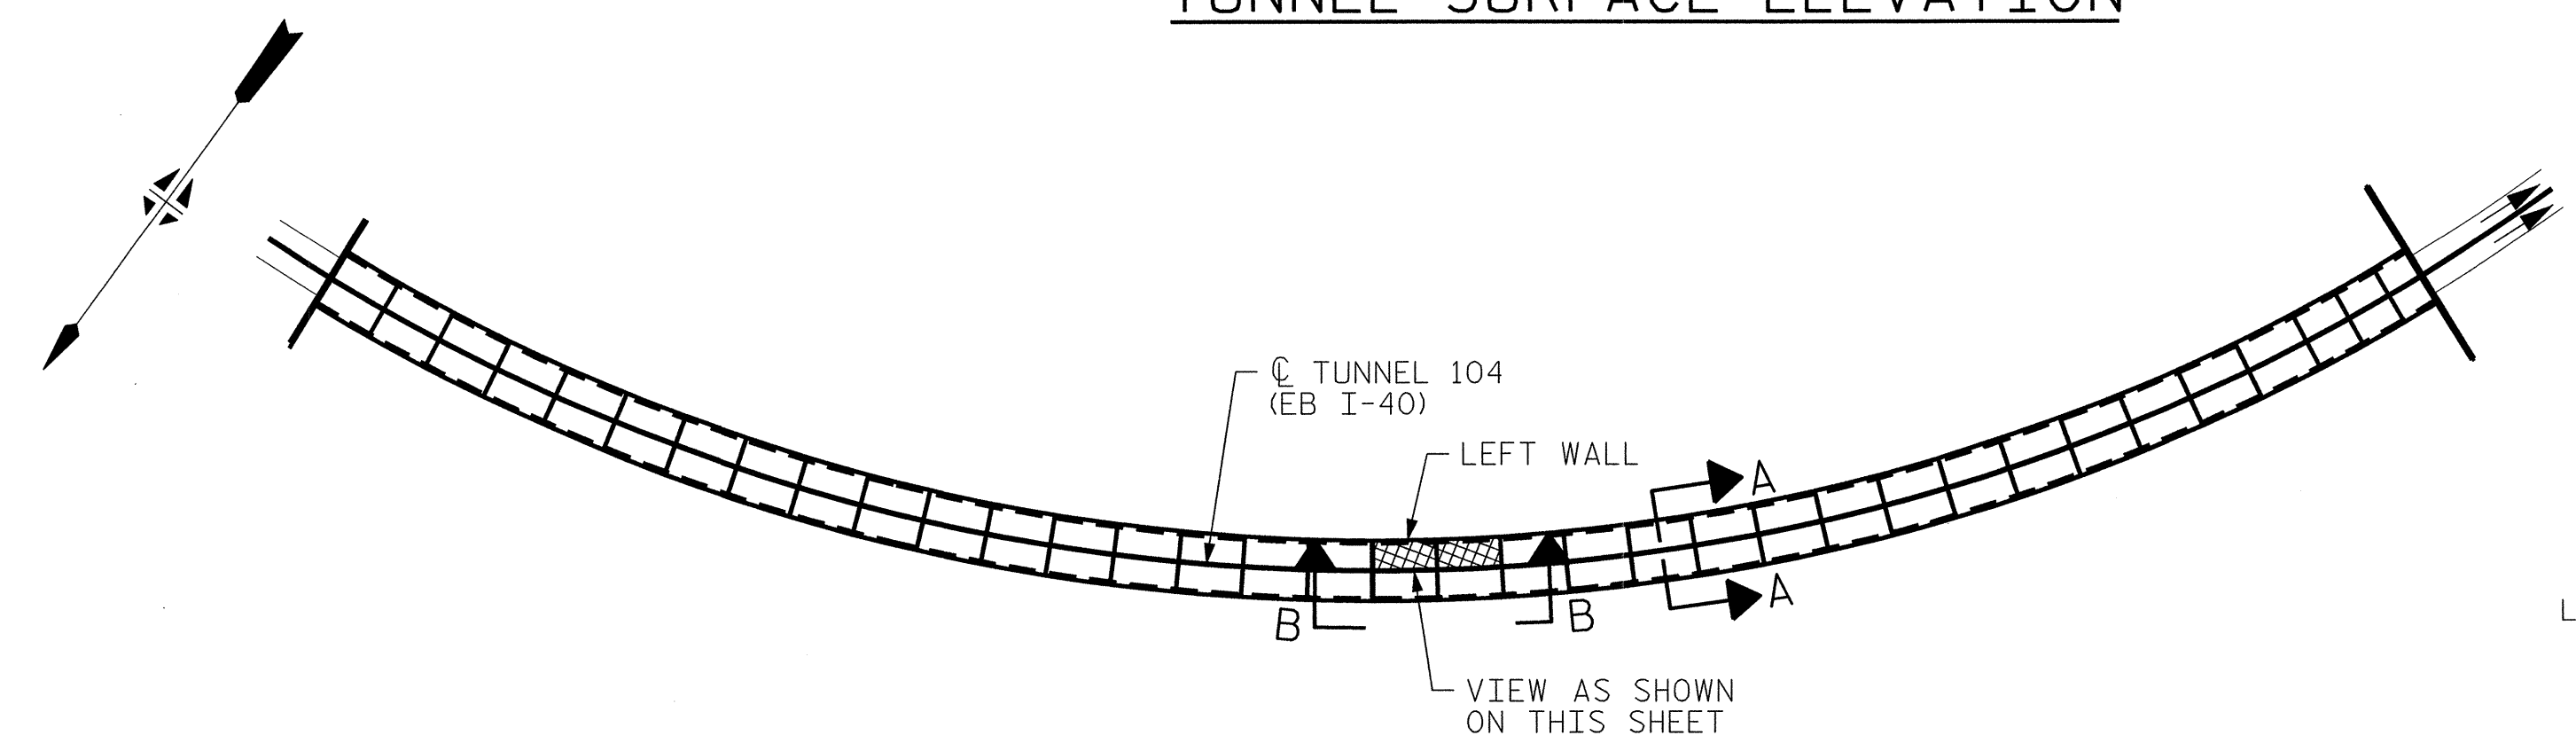 TUNNEL SURFACE ELEVATION
℄ TUNNEL 104
(EB I-40)
LEFT WALL
A
A
B
B
L
VIEW AS SHOWN
ON THIS SHEET